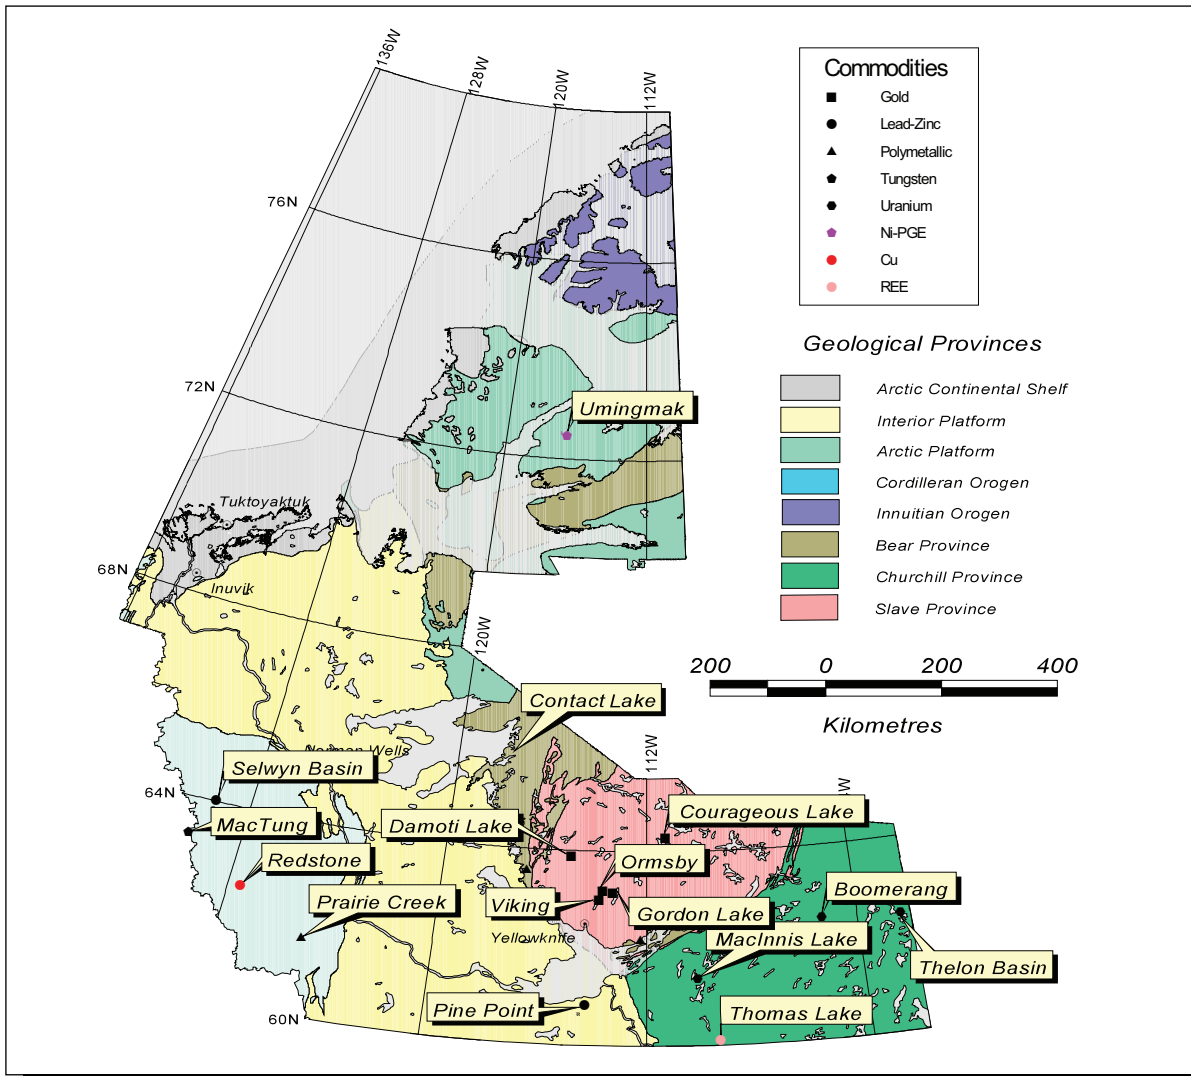 136W
128W
120W
112W
76N
72N
68N
Commodities
Gold
Lead-Zinc
Polymetallic
Tungsten
Uranium
Ni-PGE
Cu
REE
Geological Provinces
Arctic Continental Shelf
Interior Platform
Arctic Platform
Cordilleran Orogen
Innuitian Orogen
Bear Province
Churchill Province
Slave Province
200 0 200 400
Kilometres
Umingmak
Tuktoyaktuk
Inuvik
120W
Contact Lake
Norman Wells
112W
W
Selwyn Basin
64N
MacTung
Damoti Lake
Courageous Lake
Redstone
Ormsby
Prairie Creek
Viking
Boomerang
Gordon Lake
Yellowknife
MacInnis Lake
Thelon Basin
Pine Point
Thomas Lake
60N